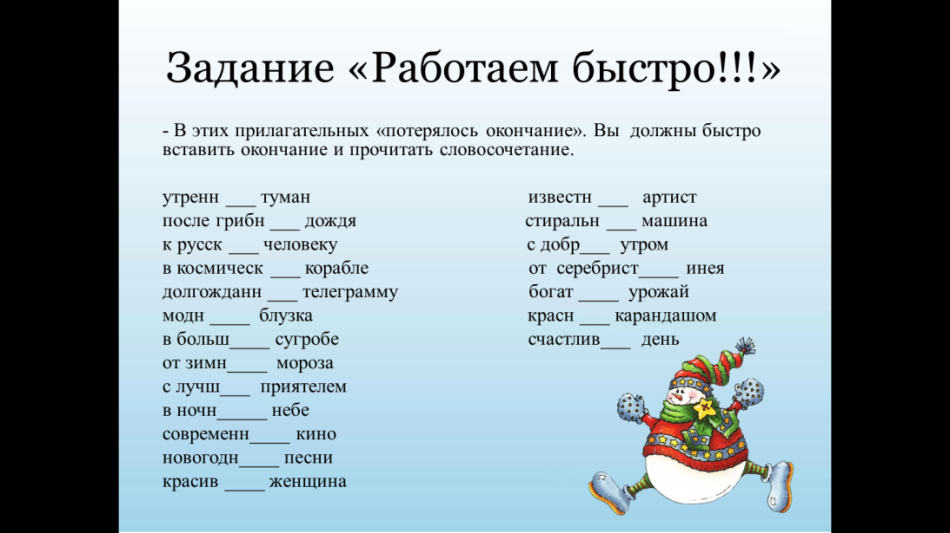 Задание «Работаем быстро!!!»
- В этих прилагательных «потерялось окончание». Вы должны быстро
вставить окончание и прочитать словосочетание.
утренн ___ туман
после грибн ___ дождя
к русск ___ человеку
в космическ ___ корабле
долгожданн ___ телеграмму
модн ____ блузка
в больш____ сугробе
от зимн____ мороза
с лучш___ приятелем
в ночн_____ небе
современн____ кино
новогодн____ песни
красив ____ женщина
известн ___ артист
стиральн ___ машина
с добр___ утром
от серебрист____ инея
богат ____ урожай
красн ___ карандашом
счастлив___ день